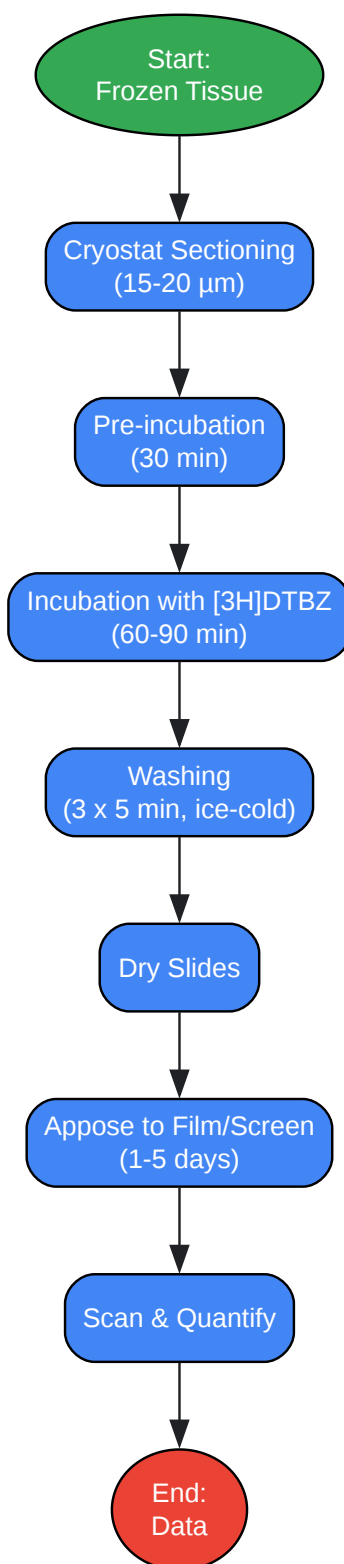 Start:
Frozen Tissue
Cryostat Sectioning
(15-20 µm)
Pre-incubation
(30 min)
Incubation with [3H]DTBZ
(60-90 min)
Washing
(3 x 5 min, ice-cold)
Dry Slides
Appose to Film/Screen
(1-5 days)
Scan & Quantify
End:
Data